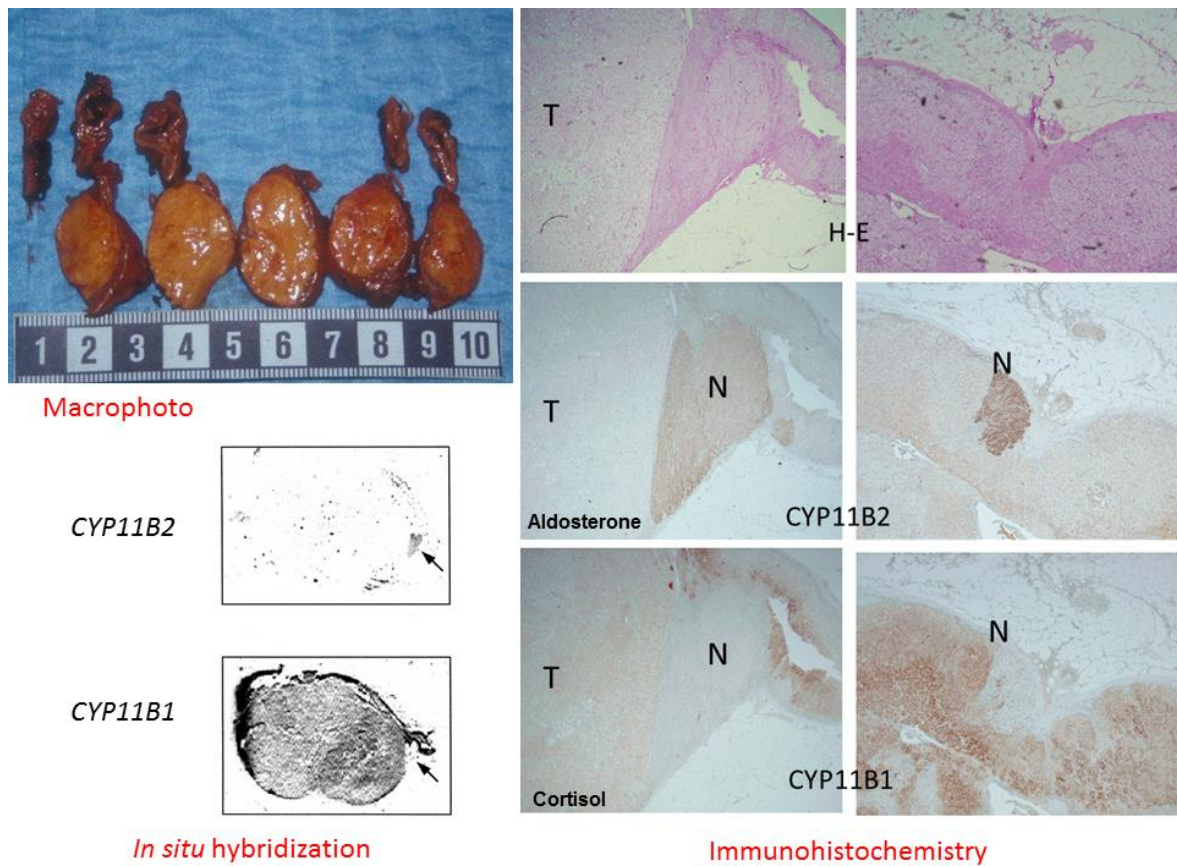 1 2 3 4 5 6 7 8 9 10
Macrophoto
CYP11B2
CYP11B1
In situ hybridization
T
H-E
T
N
Aldosterone
N
CYP11B2
T
N
Cortisol
N
CYP11B1
Immunohistochemistry